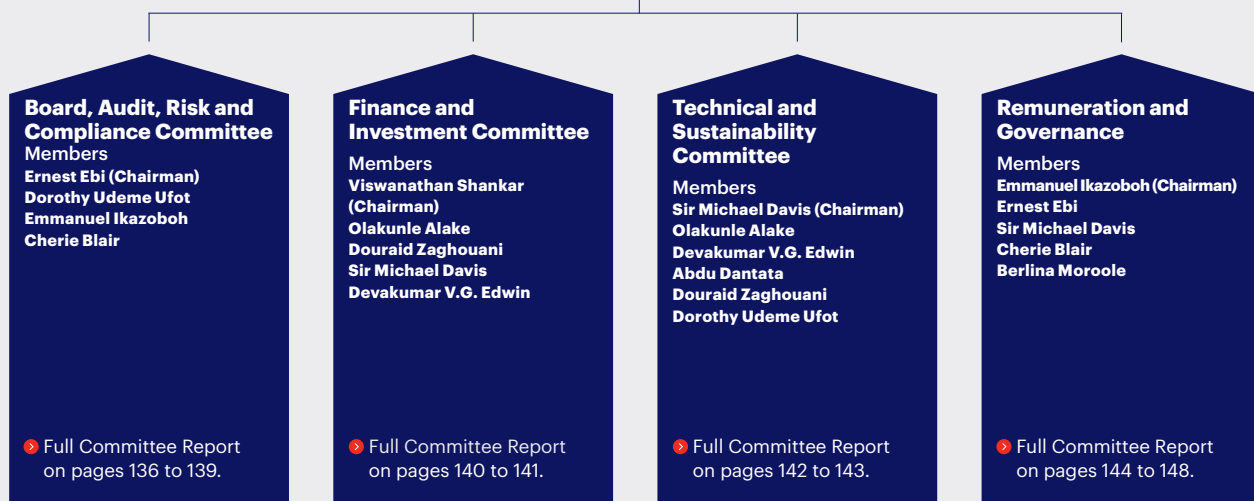 Board, Audit, Risk and
Compliance Committee
Members
Ernest Ebi (Chairman)
Dorothy Udeme Ufot
Emmanuel Ikazoboh
Cherie Blair
Full Committee Report
on pages 136 to 139.
Finance and
Investment Committee
Members
Viswanathan Shankar
(Chairman)
Olakunle Alake
Douraid Zaghouani
Sir Michael Davis
Devakumar V.G. Edwin
Full Committee Report
on pages 140 to 141.
Technical and
Sustainability
Committee
Members
Sir Michael Davis (Chairman)
Olakunle Alake
Devakumar V.G. Edwin
Abdu Dantata
Douraid Zaghouani
Dorothy Udeme Ufot
Full Committee Report
on pages 142 to 143.
Remuneration and
Governance
Members
Emmanuel Ikazoboh (Chairman)
Ernest Ebi
Sir Michael Davis
Cherie Blair
Berlina Moroole
Full Committee Report
on pages 144 to 148.